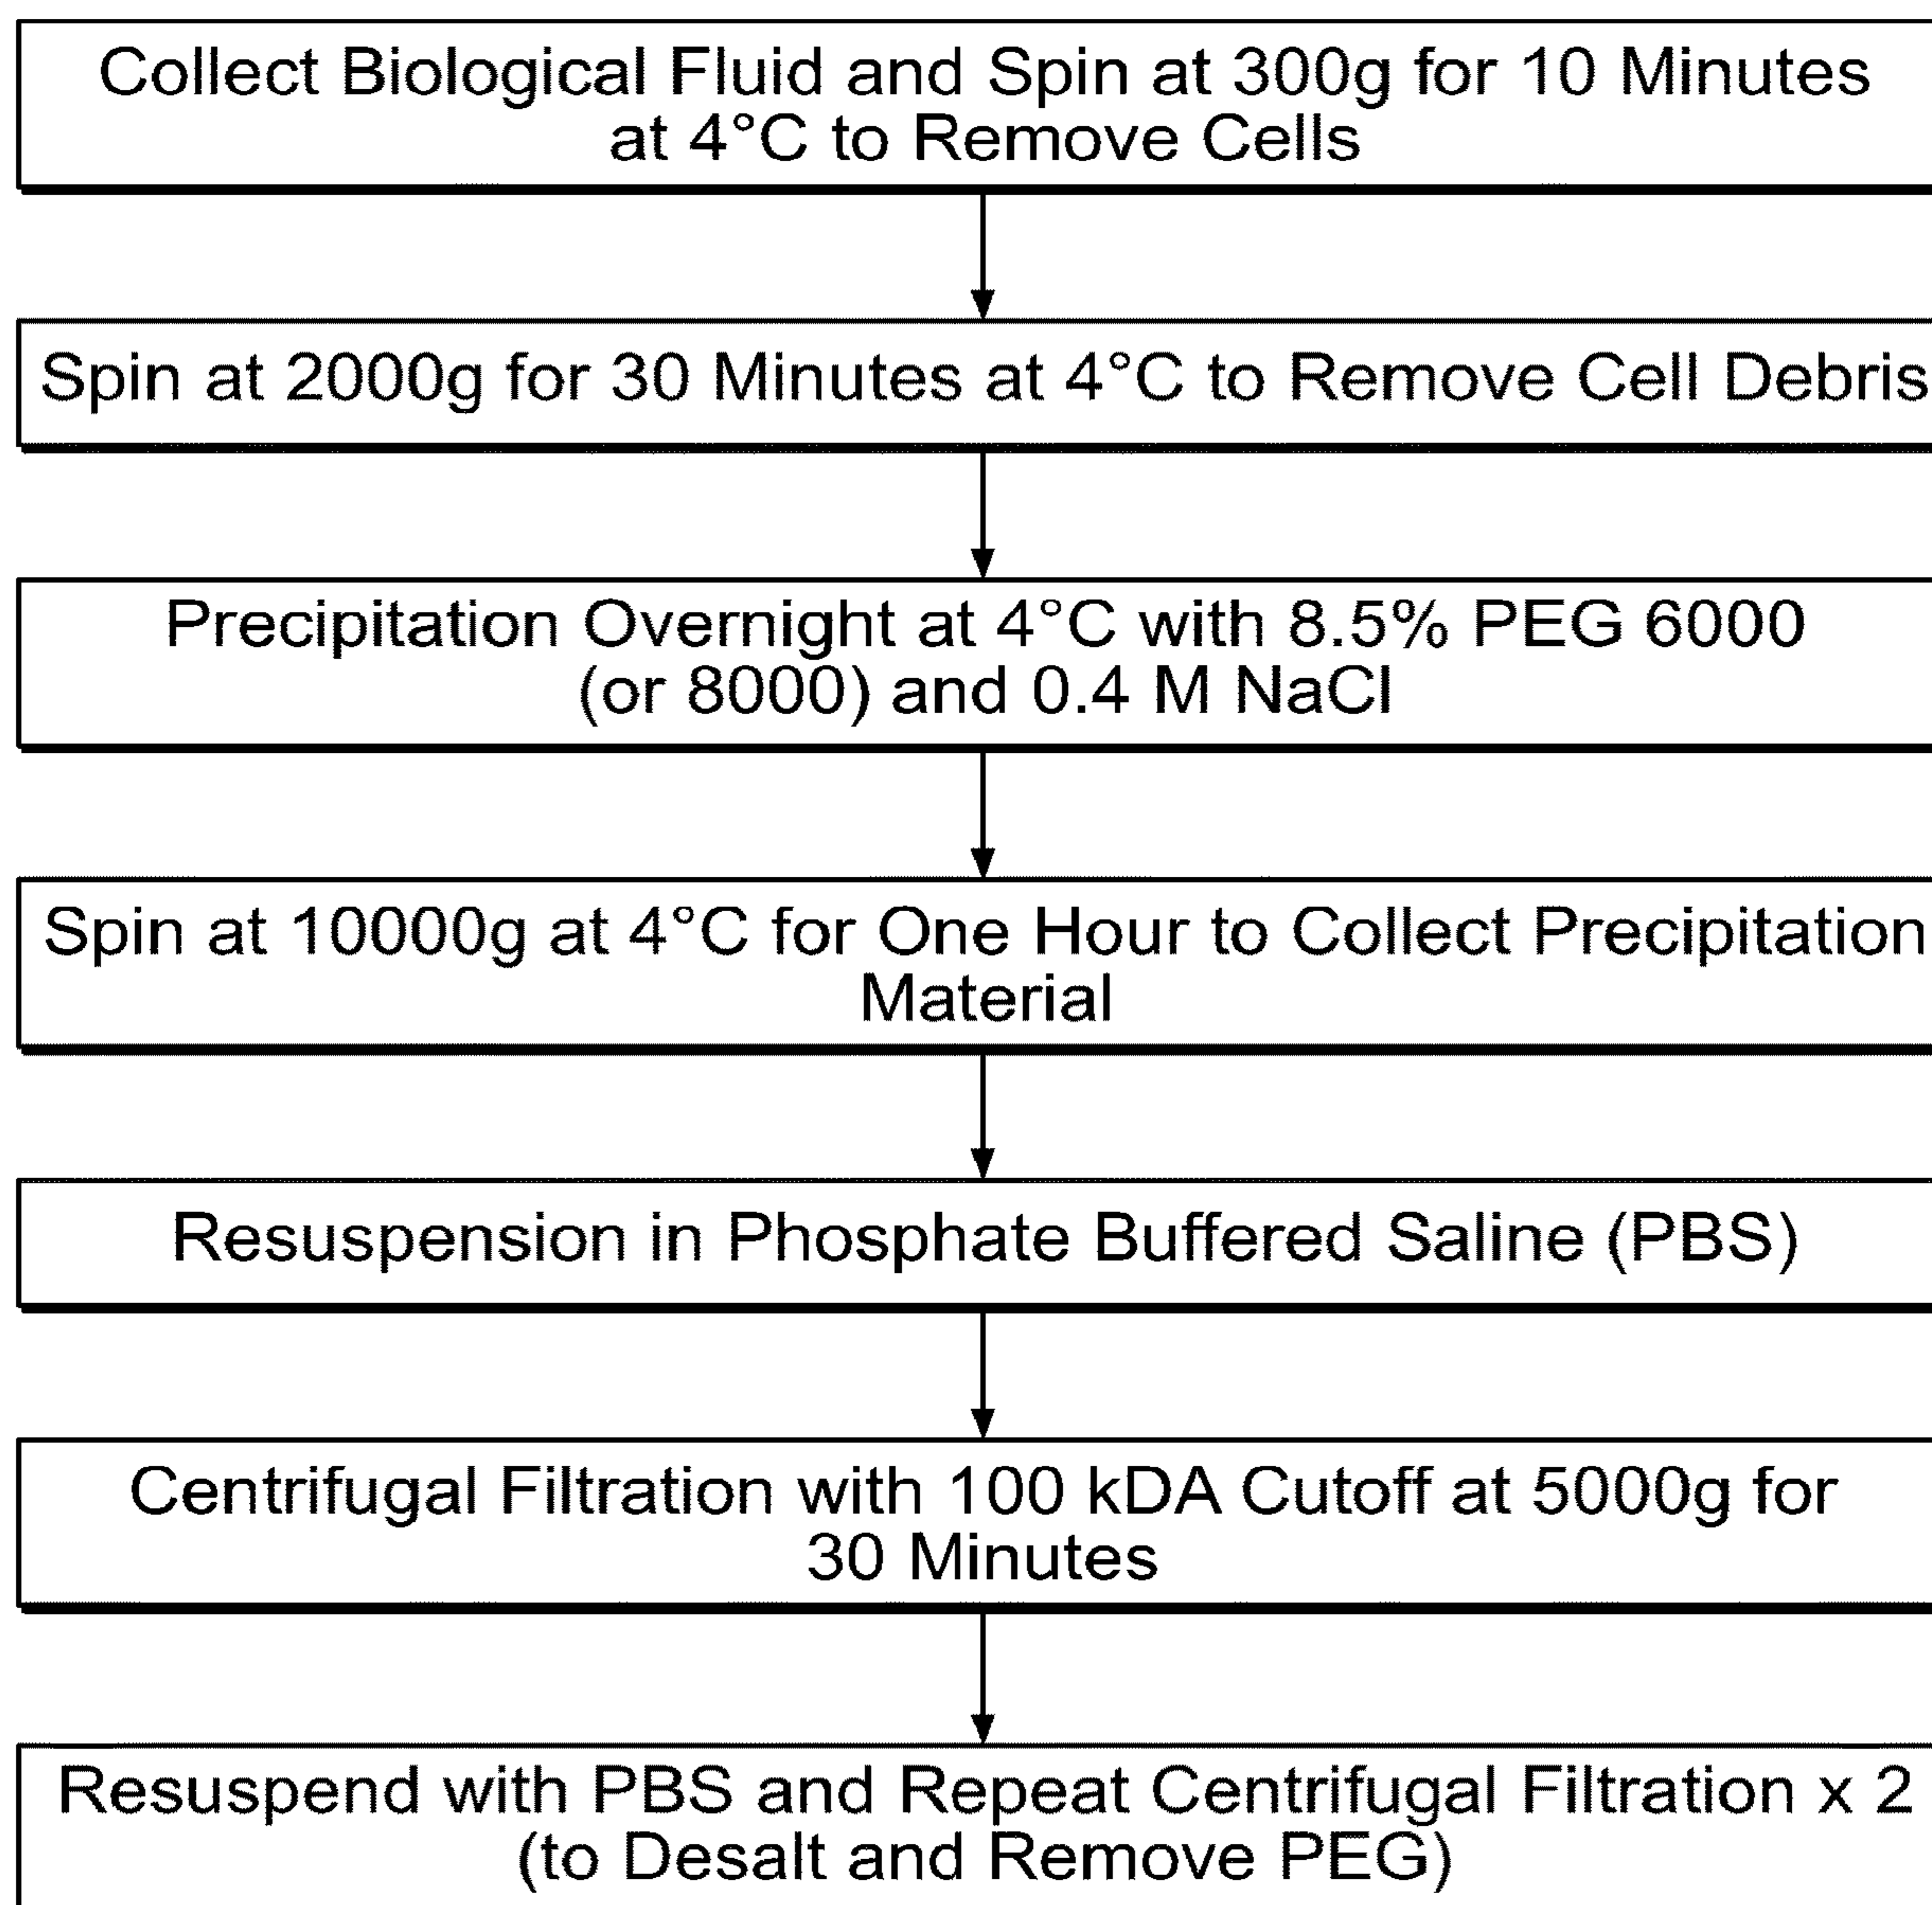 Collect Biological Fluid and Spin at 300g for 10 Minutes
at 4°C to Remove Cells
Spin at 2000g for 30 Minutes at 4°C to Remove Cell Debris
Precipitation Overnight at 4°C with 8.5% PEG 6000
(or 8000) and 0.4 M NaCl
Spin at 10000g at 4°C for One Hour to Collect Precipitation
Material
Resuspension in Phosphate Buffered Saline (PBS)
Centrifugal Filtration with 100 kDA Cutoff at 5000g for
30 Minutes
Resuspend with PBS and Repeat Centrifugal Filtration x 2
(to Desalt and Remove PEG)